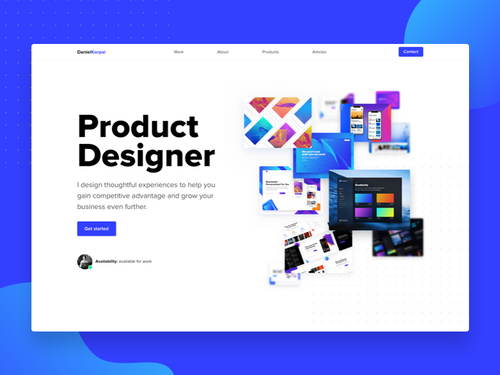 DanielKorpai
Work
About
Products
Articles
Contact
Product
Designer
I design thoughtful experiences to help you
gain competitive advantage and grow your
business even further.
Get started
Availability: available for work